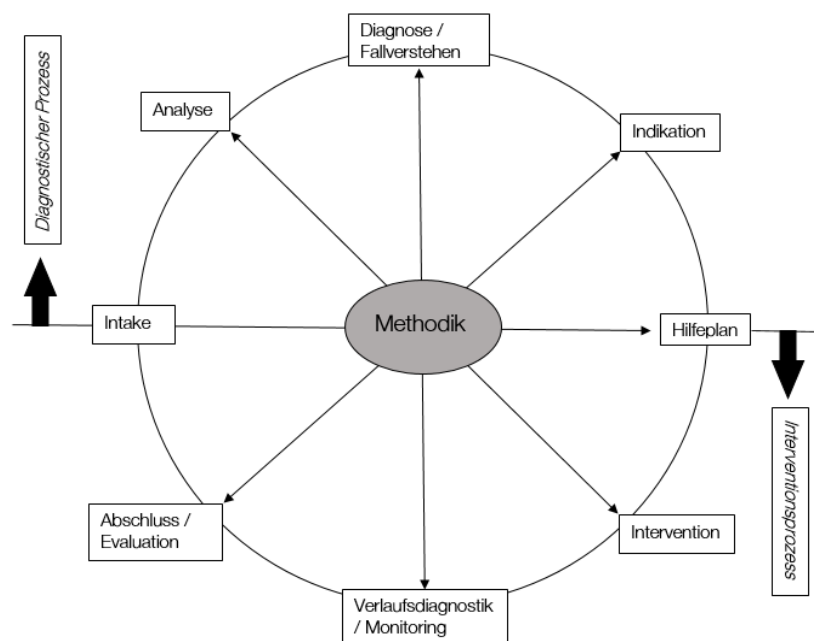 Diagnose /
Fallverstehen
Analyse
Indikation
Diagnostischer Prozess
Intake
Methodik
Hilfeplan
Interventionsprozess
Abschluss /
Evaluation
Intervention
Verlaufsdiagnostik
/ Monitoring